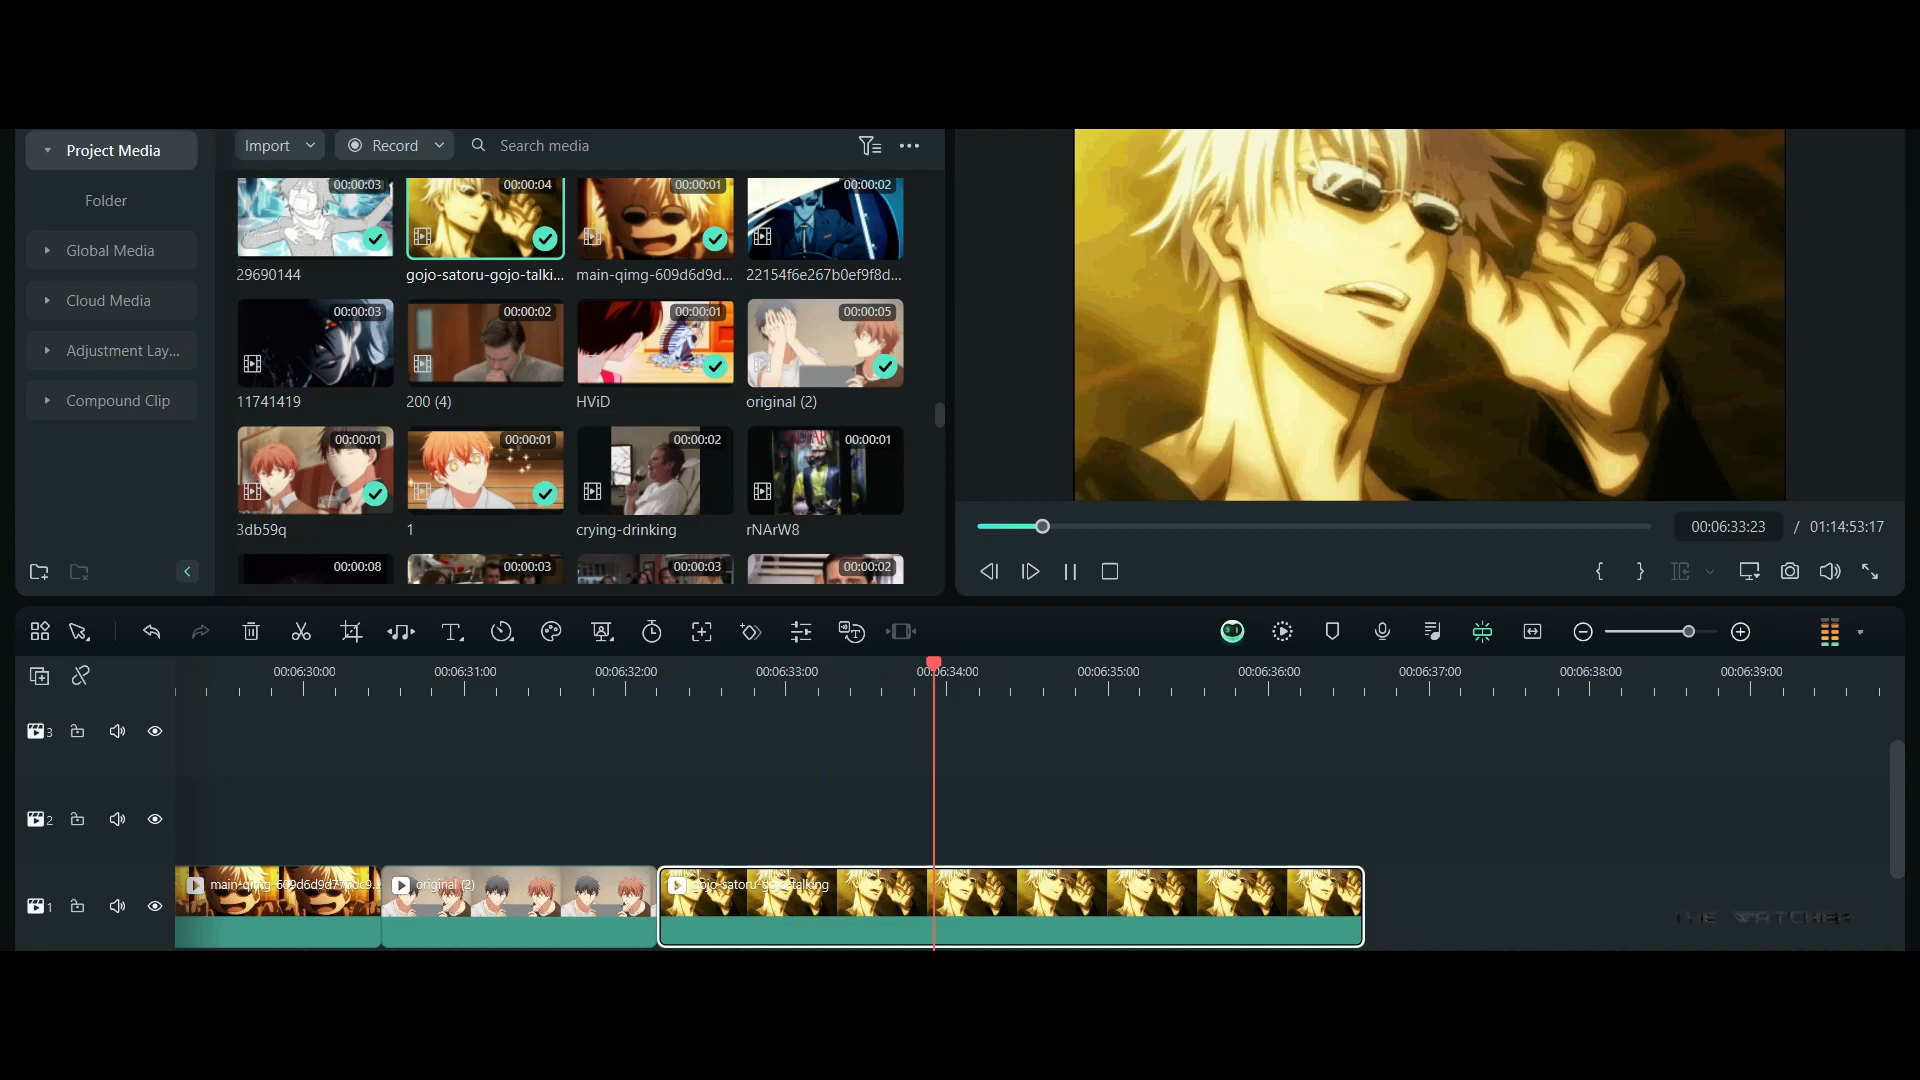 Project Media
Import
Record
Search media
Folder
Global Media
Cloud Media
Adjustment Lay...
Compound Clip
00:00:03
00:00:04
00:00:01
00:00:02
29690144
gojo-satoru-gojo-talki...
main-qimg-609d6d9d...
22154f6e267b0ef9f8d...
00:00:03
00:00:02
00:00:01
00:00:05
11741419
200 (4)
HViD
original (2)
00:00:01
00:00:01
00:00:02
00:00:01
3db59q
1
crying-drinking
rNArW8
00:00:08
00:00:03
00:00:03
00:00:02
00:06:33:23 / 01:14:53:17
00:06:30:00
00:06:31:00
00:06:32:00
00:06:33:00
00:06:34:00
00:06:35:00
00:06:36:00
00:06:37:00
00:06:38:00
00:06:39:00
3
2
1
original (2)
gojo-satoru-gojo-talking
THE WATCHER